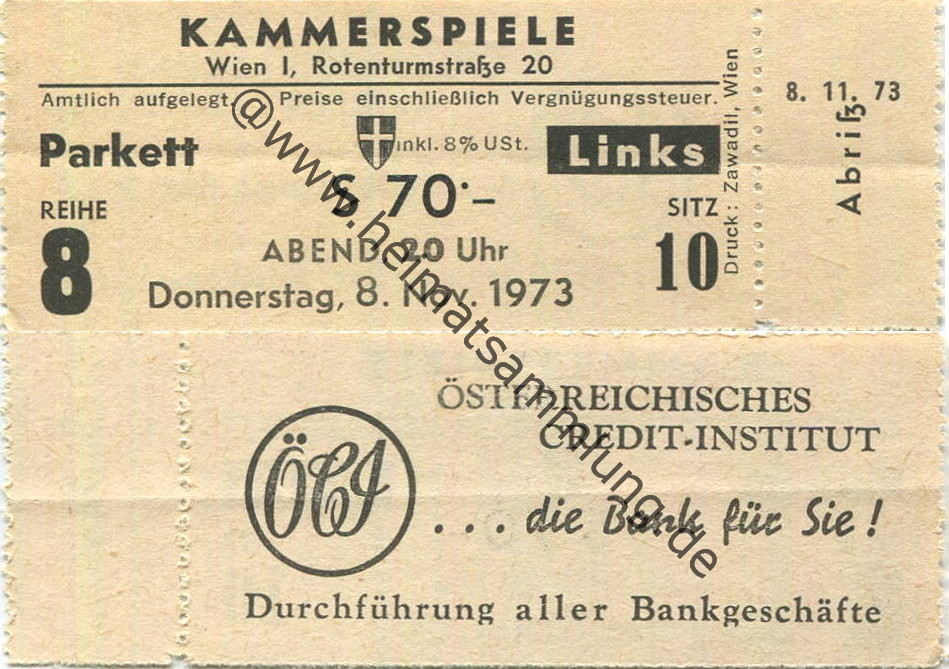 KAMMERSPIELE
Wien I, Rotenturmstraße 20
Amtlich aufgelegt. Preise einschließlich Vergnügungssteuer.
Parkett
inkl. 8% USt.
Links
S 70·–
REIHE
8
SITZ
10
ABEND 20 Uhr
Donnerstag, 8. Nov. 1973
Druck: Zawadil, Wien
8. 11. 73
Abriß
@www.heimatsammlung.de
ÖSTERREICHISCHES
CREDIT-INSTITUT
ÖCI
... die Bank für Sie!
Durchführung aller Bankgeschäfte